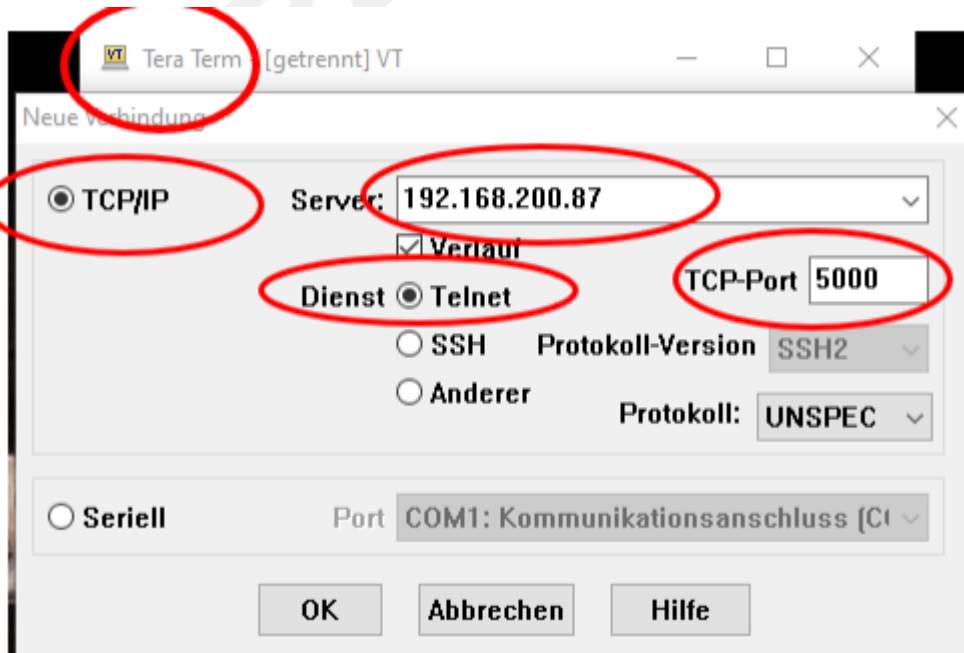 Tera Term - [getrennt] VT
Neue Verbindung
TCP/IP Server: 192.168.200.87
Verlauf
TCP-Port 5000
Dienst Telnet
SSH Protokoll-Version SSH2
Anderer
Protokoll: UNSPEC
Seriell Port COM1: Kommunikationsanschluss (C
OK Abbrechen Hilfe